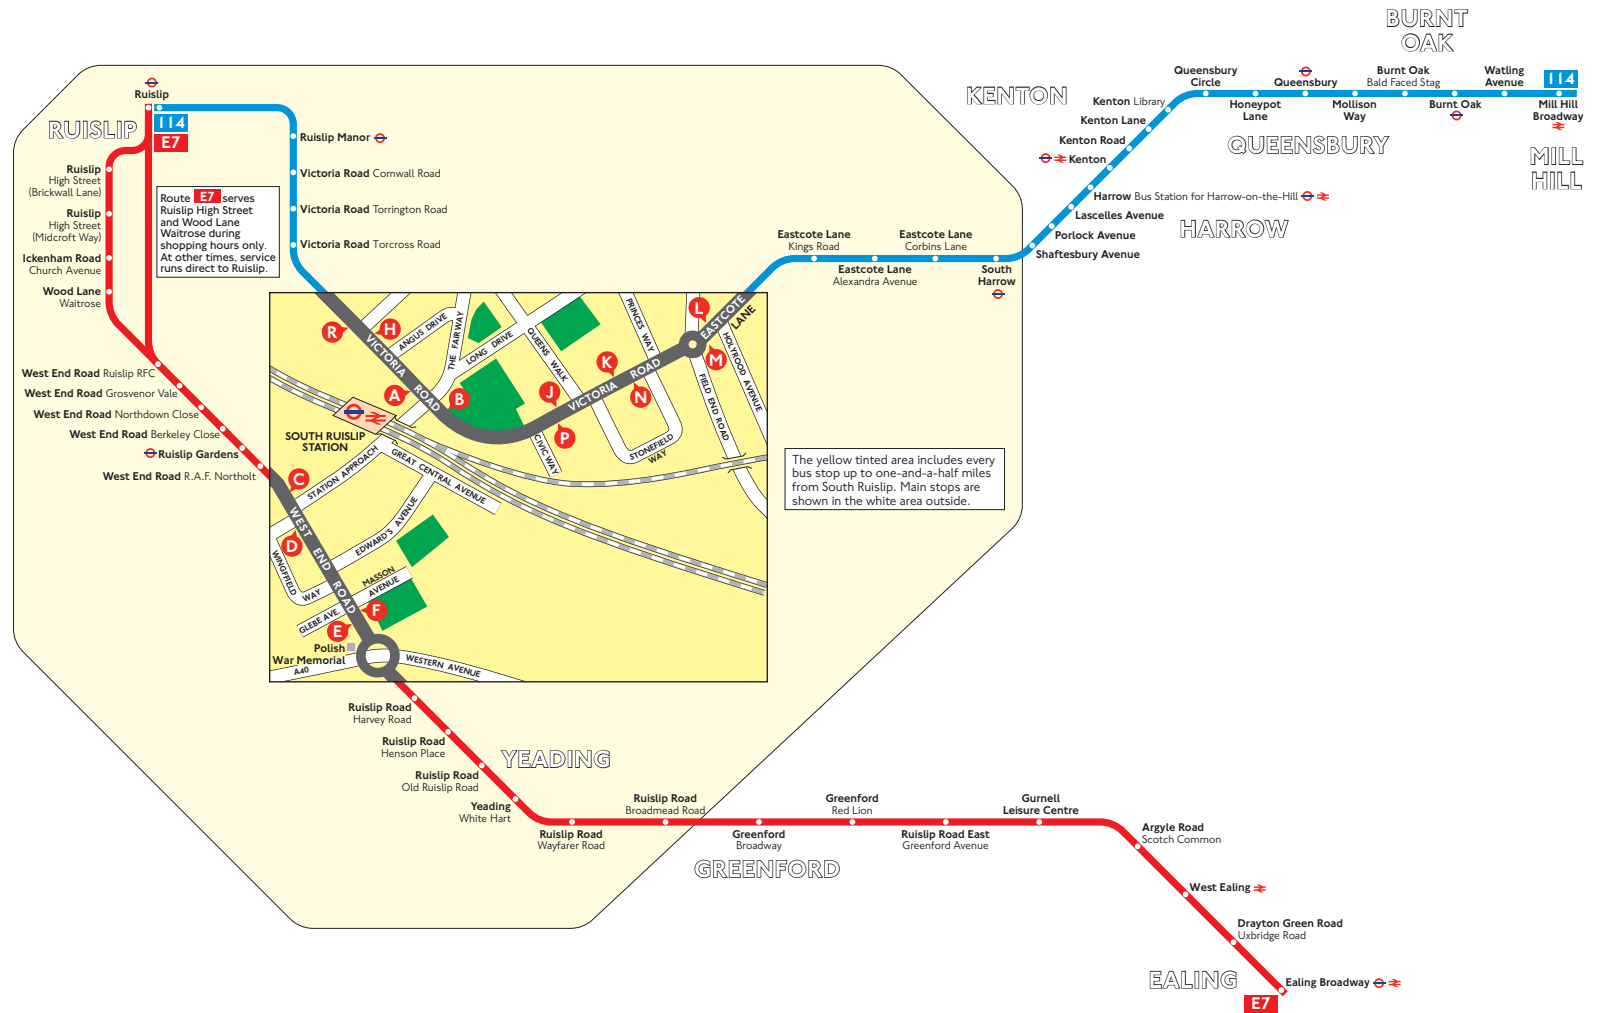 BURNT
OAK
KENTON
QUEENSBURY
MILL
HILL
HARROW
RUISLIP
YEADING
GREENFORD
EALING
Ruislip
114
E7
Ruislip Manor
Victoria Road Cornwall Road
Victoria Road Torrington Road
Victoria Road Torcross Road
Ruislip
High Street
(Brickwall Lane)
Ruislip
High Street
(Midcroft Way)
Ickenham Road
Church Avenue
Wood Lane
Waitrose
Route E7 serves
Ruislip High Street
and Wood Lane
Waitrose during
shopping hours only.
At other times, service
runs direct to Ruislip.
West End Road Ruislip RFC
West End Road Grosvenor Vale
West End Road Northdown Close
West End Road Berkeley Close
Ruislip Gardens
West End Road R.A.F. Northolt
R
H
A
B
C
D
E
F
J
K
L
M
N
P
VICTORIA ROAD
VICTORIA ROAD
ANGUS DRIVE
THE FAIRWAY
LONG DRIVE
QUEENS WALK
PRINCES WAY
EASTCOTE
LANE
HOLYROOD AVENUE
FIELD END ROAD
STONEFIELD
WAY
CIVIC WAY
SOUTH RUISLIP
STATION
STATION APPROACH
GREAT CENTRAL AVENUE
WEST END ROAD
EDWARD'S AVENUE
WINGFIELD
WAY
MASSON
AVENUE
GLEBE AVE.
Polish
War Memorial
A40
WESTERN AVENUE
Eastcote Lane
Kings Road
Eastcote Lane
Alexandra Avenue
Eastcote Lane
Corbins Lane
South
Harrow
Shaftesbury Avenue
Porlock Avenue
Lascelles Avenue
Harrow Bus Station for Harrow-on-the-Hill
Kenton
Kenton Road
Kenton Lane
Kenton Library
Queensbury
Circle
Honeypot
Lane
Queensbury
Mollison
Way
Burnt Oak
Bald Faced Stag
Burnt Oak
Watling
Avenue
114
Mill Hill
Broadway
The yellow tinted area includes every
bus stop up to one-and-a-half miles
from South Ruislip. Main stops are
shown in the white area outside.
Ruislip Road
Harvey Road
Ruislip Road
Henson Place
Ruislip Road
Old Ruislip Road
Yeading
White Hart
Ruislip Road
Wayfarer Road
Ruislip Road
Broadmead Road
Greenford
Broadway
Greenford
Red Lion
Ruislip Road East
Greenford Avenue
Gurnell
Leisure Centre
Argyle Road
Scotch Common
West Ealing
Drayton Green Road
Uxbridge Road
Ealing Broadway
E7